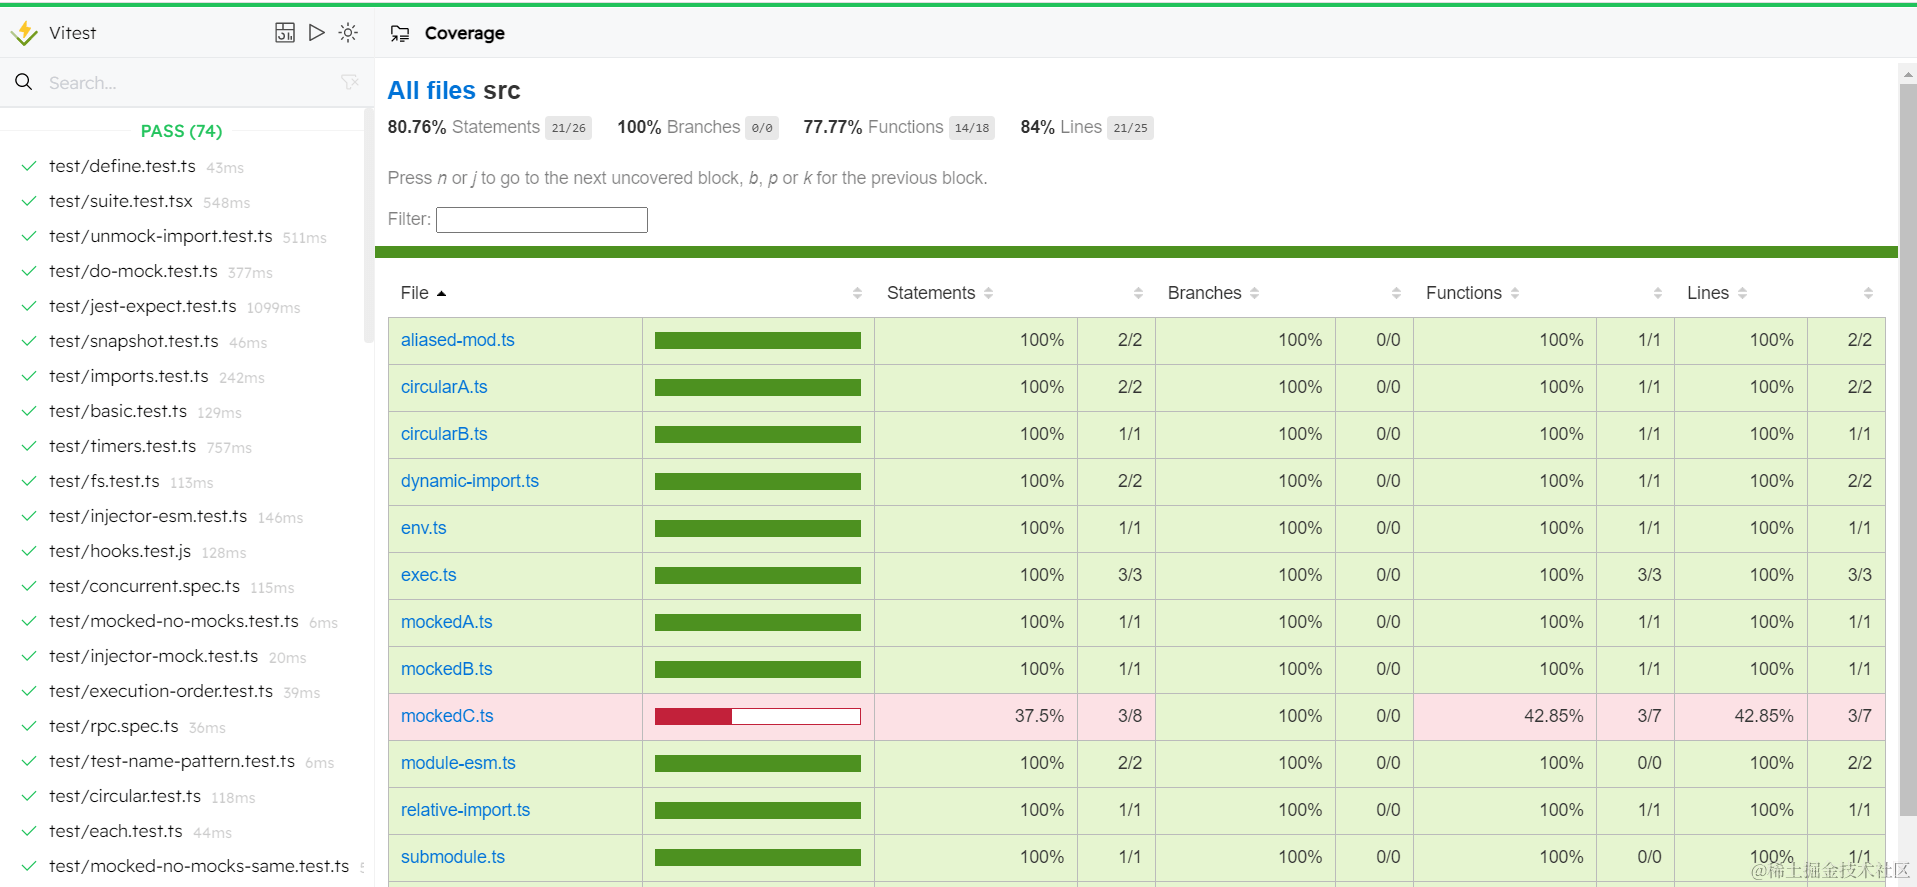 Vitest
Search...
PASS (74)
test/define.test.ts 43ms
test/suite.test.tsx 548ms
test/unmock-import.test.ts 511ms
test/do-mock.test.ts 377ms
test/jest-expect.test.ts 1099ms
test/snapshot.test.ts 46ms
test/imports.test.ts 242ms
test/basic.test.ts 129ms
test/timers.test.ts 757ms
test/fs.test.ts 113ms
test/injector-esm.test.ts 146ms
test/hooks.test.js 128ms
test/concurrent.spec.ts 115ms
test/mocked-no-mocks.test.ts 6ms
test/injector-mock.test.ts 20ms
test/execution-order.test.ts 39ms
test/rpc.spec.ts 36ms
test/test-name-pattern.test.ts 6ms
test/circular.test.ts 118ms
test/each.test.ts 44ms
test/mocked-no-mocks-same.test.ts
Coverage
All files src
80.76% Statements 21/26 100% Branches 0/0 77.77% Functions 14/18 84% Lines 21/25
Press n or j to go to the next uncovered block, b, p or k for the previous block.
Filter:
File Statements Branches Functions Lines
aliased-mod.ts 100% 2/2 100% 0/0 100% 1/1 100% 2/2
circularA.ts 100% 2/2 100% 0/0 100% 1/1 100% 2/2
circularB.ts 100% 1/1 100% 0/0 100% 1/1 100% 1/1
dynamic-import.ts 100% 2/2 100% 0/0 100% 1/1 100% 2/2
env.ts 100% 1/1 100% 0/0 100% 1/1 100% 1/1
exec.ts 100% 3/3 100% 0/0 100% 3/3 100% 3/3
mockedA.ts 100% 1/1 100% 0/0 100% 1/1 100% 1/1
mockedB.ts 100% 1/1 100% 0/0 100% 1/1 100% 1/1
mockedC.ts 37.5% 3/8 100% 0/0 42.85% 3/7 42.85% 3/7
module-esm.ts 100% 2/2 100% 0/0 100% 0/0 100% 2/2
relative-import.ts 100% 1/1 100% 0/0 100% 1/1 100% 1/1
submodule.ts 100% 1/1 100% 0/0 100% 0/0 100% 1/1
@稀土掘金技术社区